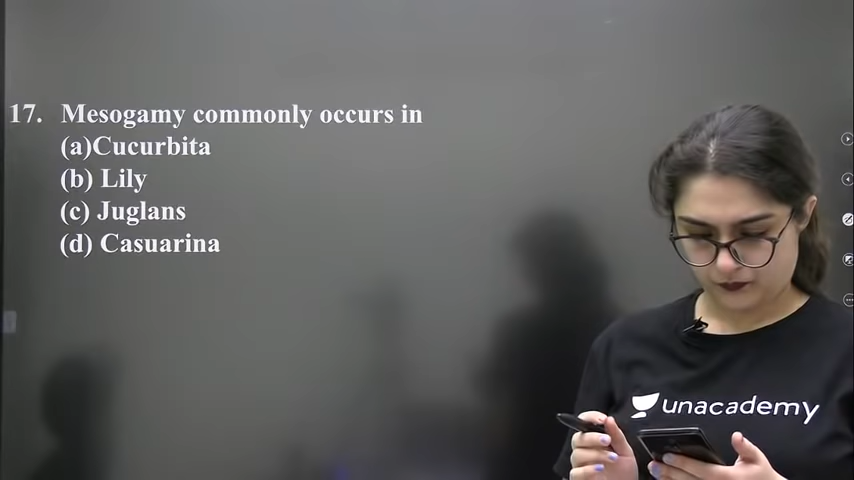 17. Mesogamy commonly occurs in
(a)Cucurbita
(b) Lily
(c) Juglans
(d) Casuarina
unacademy